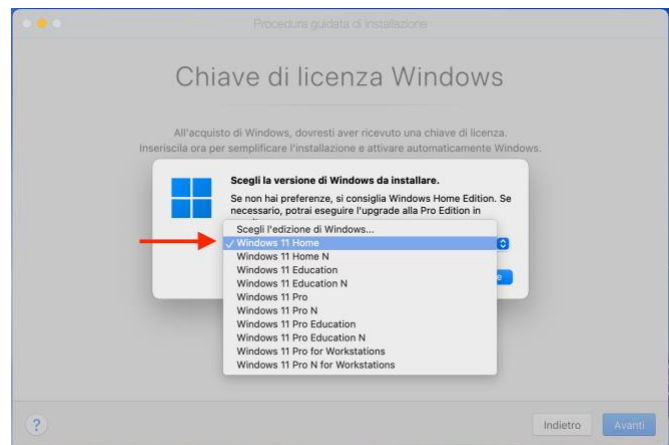 Procedura guidata di installazione
Chiave di licenza Windows
All'acquisto di Windows, dovresti aver ricevuto una chiave di licenza.
Inseriscila ora per semplificare l'installazione e attivare automaticamente Windows.
Scegli la versione di Windows da installare.
Se non hai preferenze, si consiglia Windows Home Edition. Se
necessario, potrai eseguire l'upgrade alla Pro Edition in
Scegli l'edizione di Windows...
✓ Windows 11 Home
Windows 11 Home N
Windows 11 Education
Windows 11 Education N
Windows 11 Pro
Windows 11 Pro N
Windows 11 Pro Education
Windows 11 Pro Education N
Windows 11 Pro for Workstations
Windows 11 Pro N for Workstations
?
Indietro
Avanti